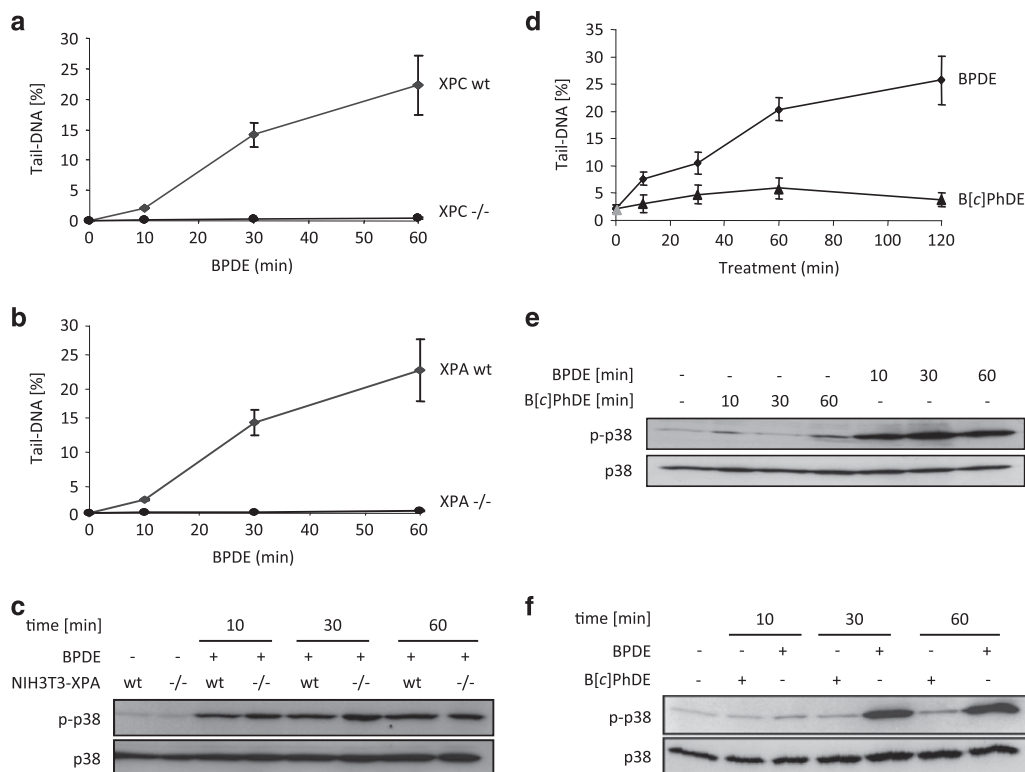 a
30
25
20
15
10
5
0
Tail-DNA [%]
XPC wt
XPC -/-
0 10 20 30 40 50 60
BPDE (min)
b
30
25
20
10
5
0
Tail-DNA [%]
XPA wt
XPA -/-
0 10 20 30 40 50 60
BPDE (min)
c
time [min] 10 30 60
BPDE - - + + + + + +
NIH3T3-XPA wt -/- wt -/- wt -/- wt -/-
p-p38
p38
d
35
30
25
20
15
10
5
0
Tail-DNA [%]
BPDE
B[c]PhDE
0 20 40 60 80 100 120
Treatment (min)
e
BPDE [min] - - - - 10 30 60
B[c]PhDE [min] - 10 30 60 - - -
p-p38
p38
f
time [min] 10 30 60
BPDE - - + - + - +
B[c]PhDE - + - + - + -
p-p38
p38